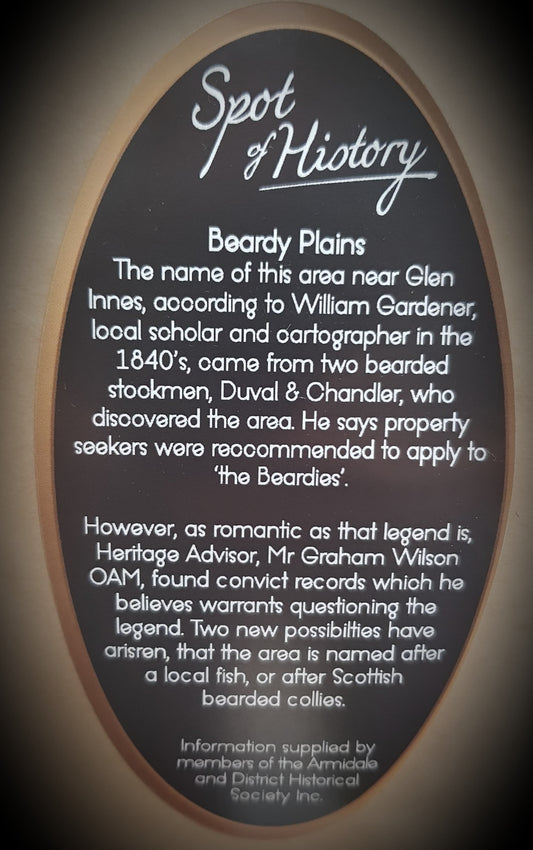 Spot
of History
Beardy Plains
The name of this area near Glen
Innes, according to William Gardener,
local scholar and cartographer in the
1840's, came from two bearded
stockmen, Duval & Chandler, who
discovered the area. He says property
seekers were reccommended to apply to
'the Beardies'.
However, as romantic as that legend is,
Heritage Advisor, Mr Graham Wilson
OAM, found convict records which he
believes warrants questioning the
legend. Two new possibilties have
arisren, that the area is named after
a local fish, or after Scottish
bearded collies.
Information supplied by
members of the Armidale
and District Historical
Society Inc.